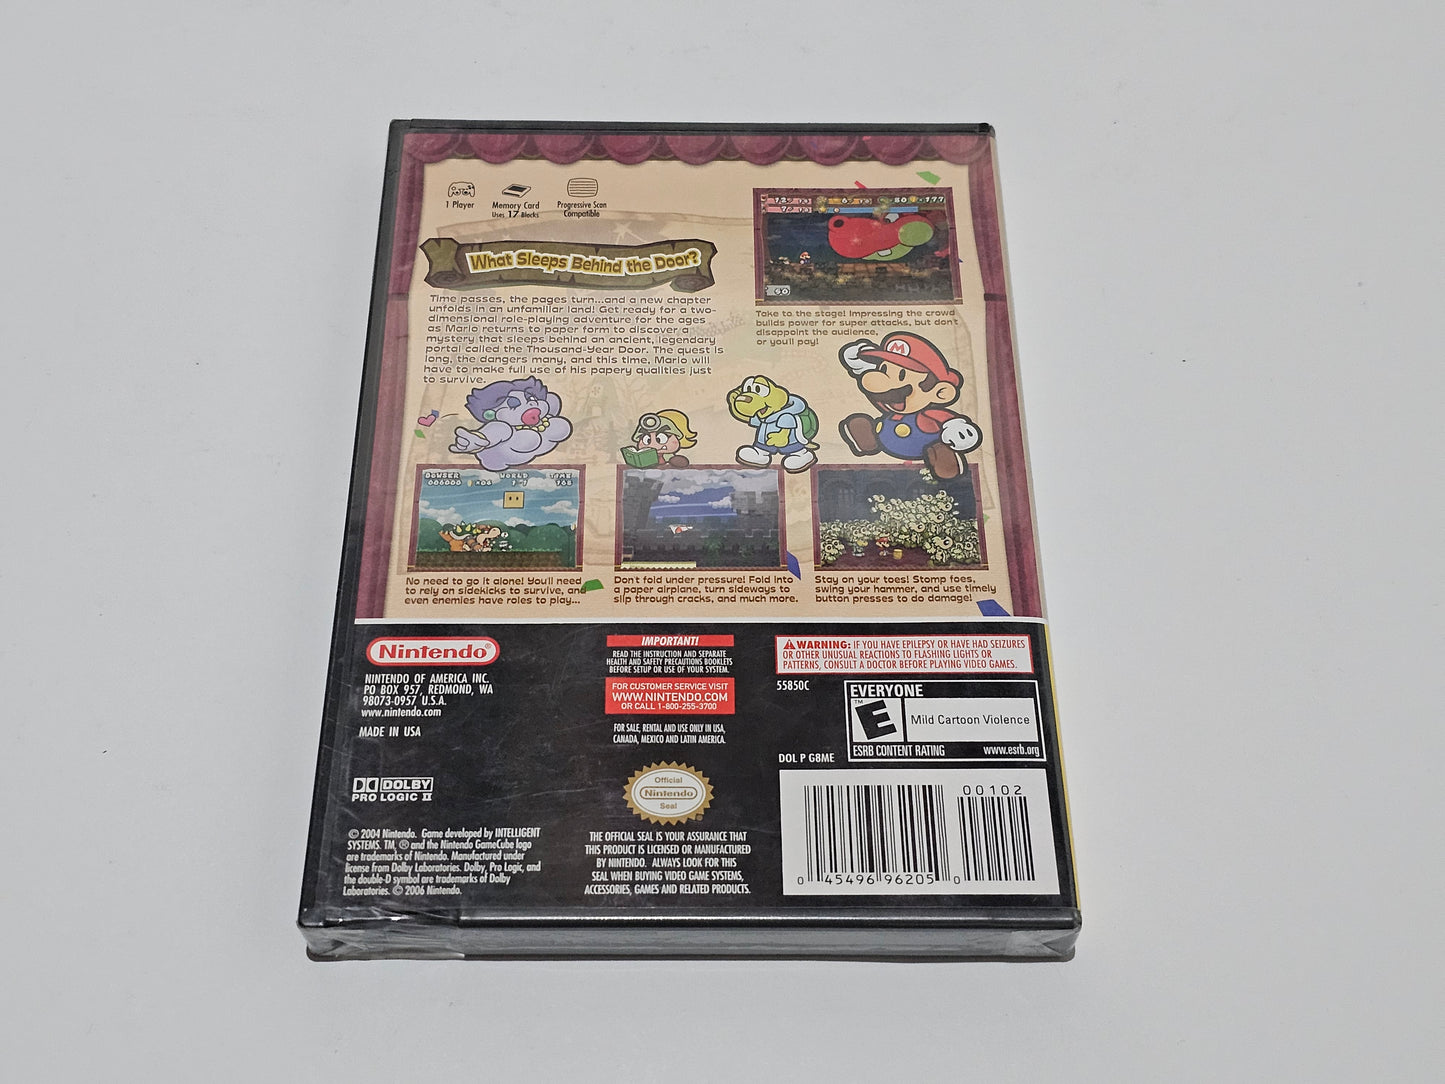 1 Player
Memory Card
Uses 17 Blocks
Progressive Scan
Compatible
What Sleeps Behind the Door?
Time passes, the pages turn...and a new chapter
unfolds in an unfamiliar land! Get ready for a two-
dimensional role-playing adventure for the ages
as Mario returns to paper form to discover a
mystery that sleeps behind an ancient, legendary
portal called the Thousand-Year Door. The quest is
long, the dangers many, and this time, Mario will
have to make full use of his papery qualities just
to survive.
Take to the stage! Impressing the crowd
builds power for super attacks, but don't
disappoint the audience,
or you'll pay!
M
BOWSER WORLD TIME
000000 ×06 1-1 168
No need to go it alone! You'll need
to rely on sidekicks to survive, and
even enemies have roles to play...
Don't fold under pressure! Fold into
a paper airplane, turn sideways to
slip through cracks, and much more.
Stay on your toes! Stomp foes,
swing your hammer, and use timely
button presses to do damage!
Nintendo®
NINTENDO OF AMERICA INC.
PO BOX 957, REDMOND, WA
98073-0957 U.S.A.
www.nintendo.com
MADE IN USA
DOLBY
PRO LOGIC II
© 2004 Nintendo. Game developed by INTELLIGENT
SYSTEMS. TM, ® and the Nintendo GameCube logo
are trademarks of Nintendo. Manufactured under
license from Dolby Laboratories. Dolby, Pro Logic, and
the double-D symbol are trademarks of Dolby
Laboratories. © 2006 Nintendo.
IMPORTANT!
READ THE INSTRUCTION AND SEPARATE
HEALTH AND SAFETY PRECAUTIONS BOOKLETS
BEFORE SETUP OR USE OF YOUR SYSTEM.
FOR CUSTOMER SERVICE VISIT
WWW.NINTENDO.COM
OR CALL 1-800-255-3700
FOR SALE, RENTAL AND USE ONLY IN USA,
CANADA, MEXICO AND LATIN AMERICA.
Official
Nintendo
Seal
THE OFFICIAL SEAL IS YOUR ASSURANCE THAT
THIS PRODUCT IS LICENSED OR MANUFACTURED
BY NINTENDO. ALWAYS LOOK FOR THIS
SEAL WHEN BUYING VIDEO GAME SYSTEMS,
ACCESSORIES, GAMES AND RELATED PRODUCTS.
WARNING: IF YOU HAVE EPILEPSY OR HAVE HAD SEIZURES
OR OTHER UNUSUAL REACTIONS TO FLASHING LIGHTS OR
PATTERNS, CONSULT A DOCTOR BEFORE PLAYING VIDEO GAMES.
55850C
EVERYONE
TM
E
Mild Cartoon Violence
ESRB CONTENT RATING www.esrb.org
DOL P G8ME
00102
0 45496 96205 0